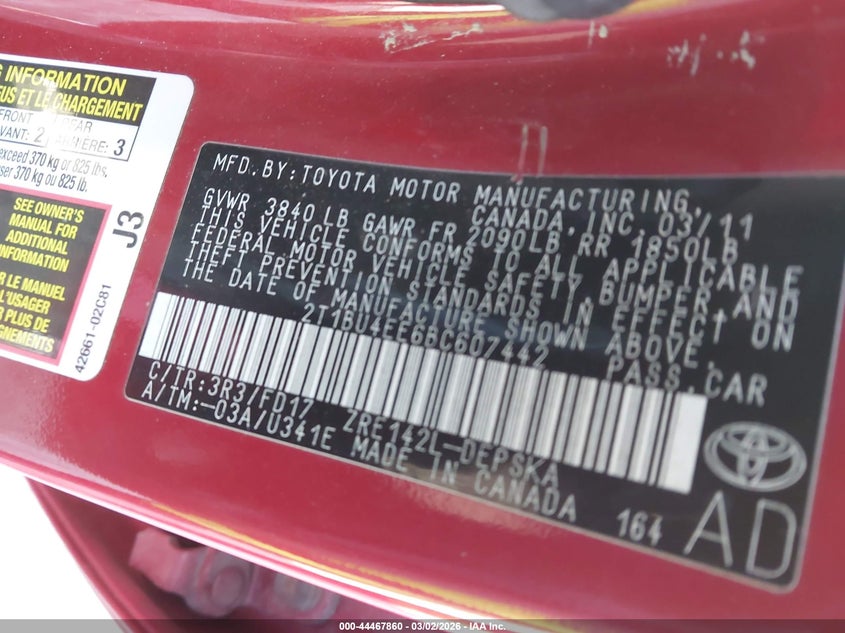 G INFORMATION
US ET LE CHARGEMENT
FRONT
REAR
VANT: 2
ARRIÈRE: 3
exceed 370 kg or 825 lbs.
ser 370 kg ou 825 lb.
SEE OWNER'S
MANUAL FOR
ADDITIONAL
INFORMATION
R LE MANUEL
L'USAGER
R PLUS DE
GNEMENTS
42661-02C81
J3
MFD. BY: TOYOTA MOTOR MANUFACTURING,
CANADA, INC. 03/11
GVWR 3840 LB GAWR FR 2090LB RR 1850LB
THIS VEHICLE CONFORMS TO ALL APPLICABLE
FEDERAL MOTOR VEHICLE SAFETY, BUMPER, AND
THEFT PREVENTION STANDARDS IN EFFECT ON
THE DATE OF MANUFACTURE SHOWN ABOVE.
2T1BU4EE6BC607442
PASS. CAR
C/TR: 3R3/FD17
A/TM: -03A/U341E
ZRE142L-DEPSKA
MADE IN CANADA
164
AD
000-44467860 - 03/02/2026 - IAA Inc.